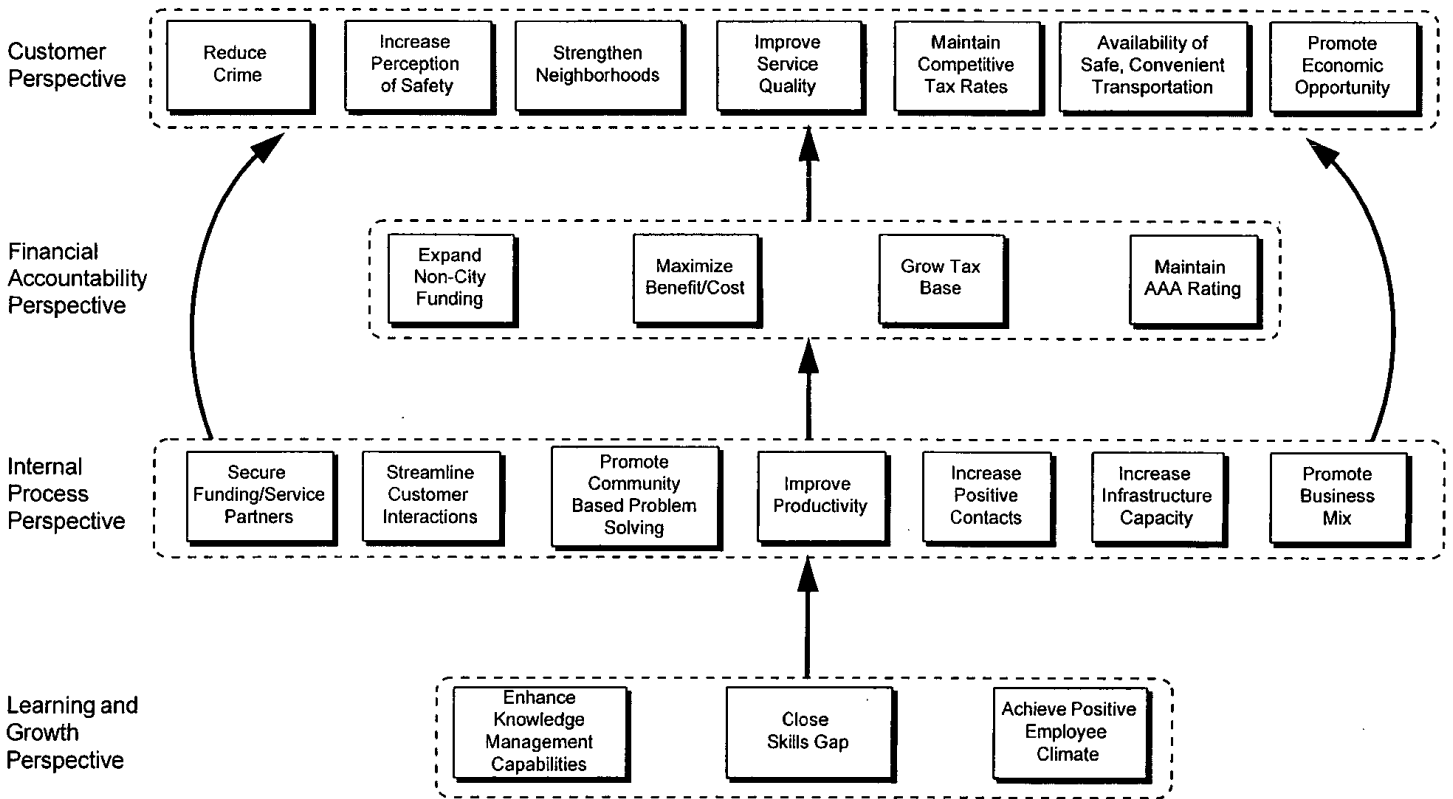 Customer
Perspective
Reduce
Crime
Increase
Perception
of Safety
Strengthen
Neighborhoods
Improve
Service
Quality
Maintain
Competitive
Tax Rates
Availability of
Safe, Convenient
Transportation
Promote
Economic
Opportunity
Financial
Accountability
Perspective
Expand
Non-City
Funding
Maximize
Benefit/Cost
Grow Tax
Base
Maintain
AAA Rating
Internal
Process
Perspective
Secure
Funding/Service
Partners
Streamline
Customer
Interactions
Promote
Community
Based Problem
Solving
Improve
Productivity
Increase
Positive
Contacts
Increase
Infrastructure
Capacity
Promote
Business
Mix
Learning and
Growth
Perspective
Enhance
Knowledge
Management
Capabilities
Close
Skills Gap
Achieve Positive
Employee
Climate